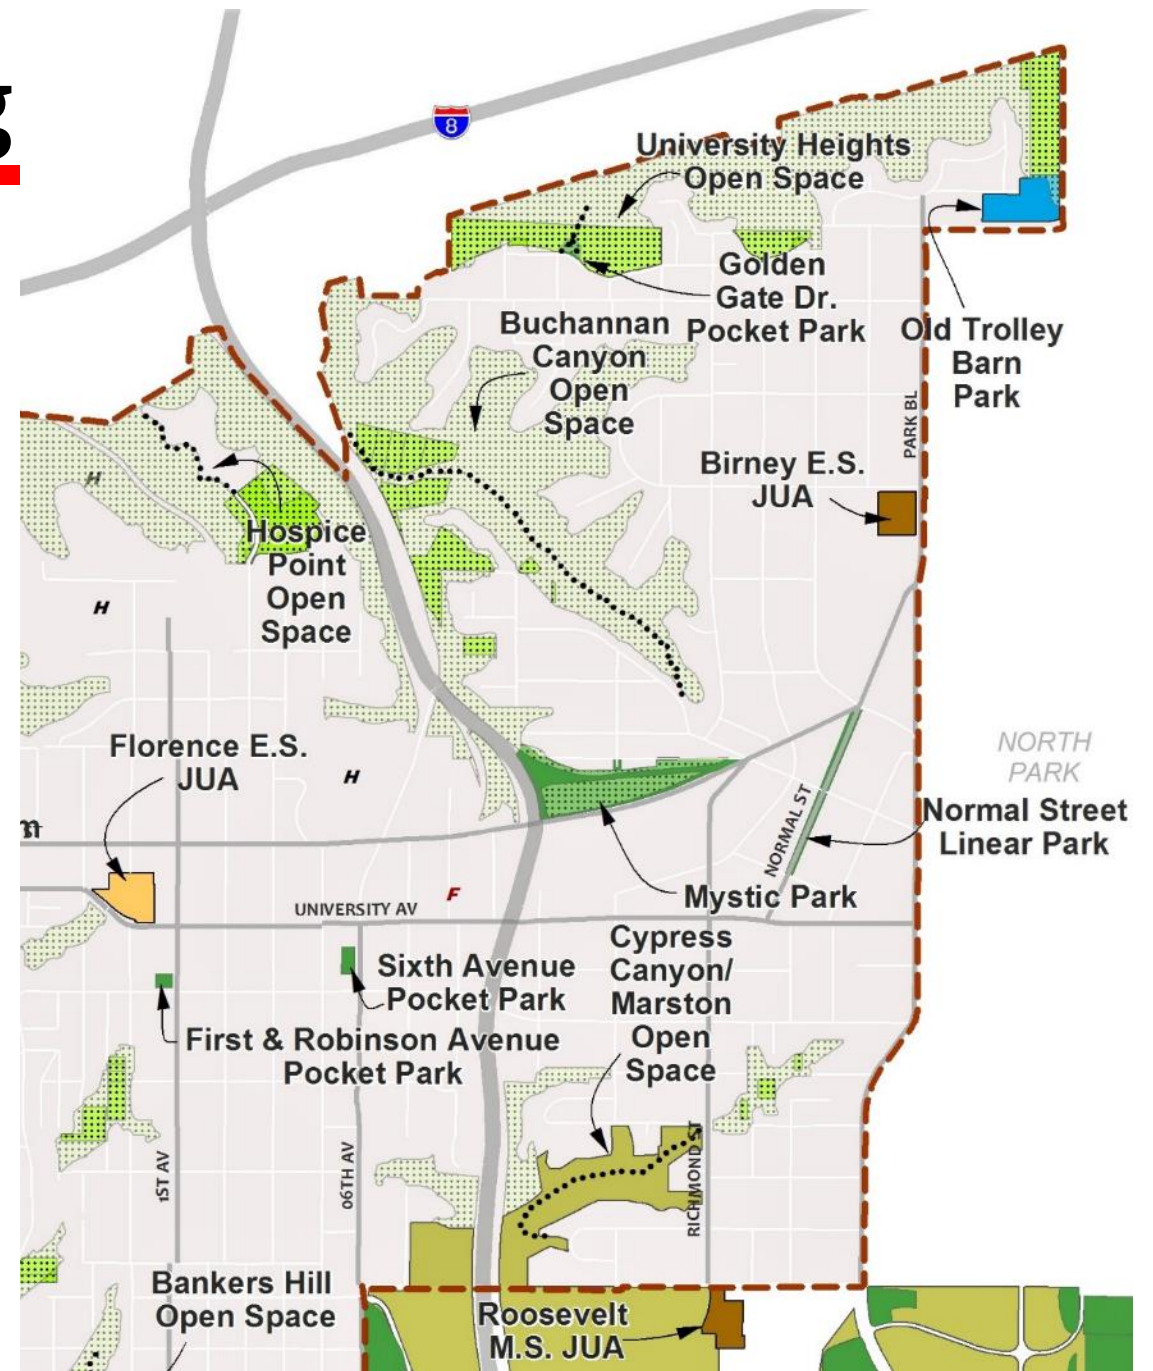 g
8
University Heights
Open Space
Golden
Gate Dr.
Pocket Park
Buchannan
Canyon
Open
Space
Old Trolley
Barn
Park
PARK BL
Birney E.S.
JUA
H
Hospice
Point
Open
Space
H
Florence E.S.
JUA
H
NORTH
PARK
Normal Street
Linear Park
NORMAL ST
m
Mystic Park
F
UNIVERSITY AV
Cypress
Canyon/
Marston
Open
Space
Sixth Avenue
Pocket Park
First & Robinson Avenue
Pocket Park
1ST AV
06TH AV
RICHMOND ST
Bankers Hill
Open Space
Roosevelt
M.S. JUA